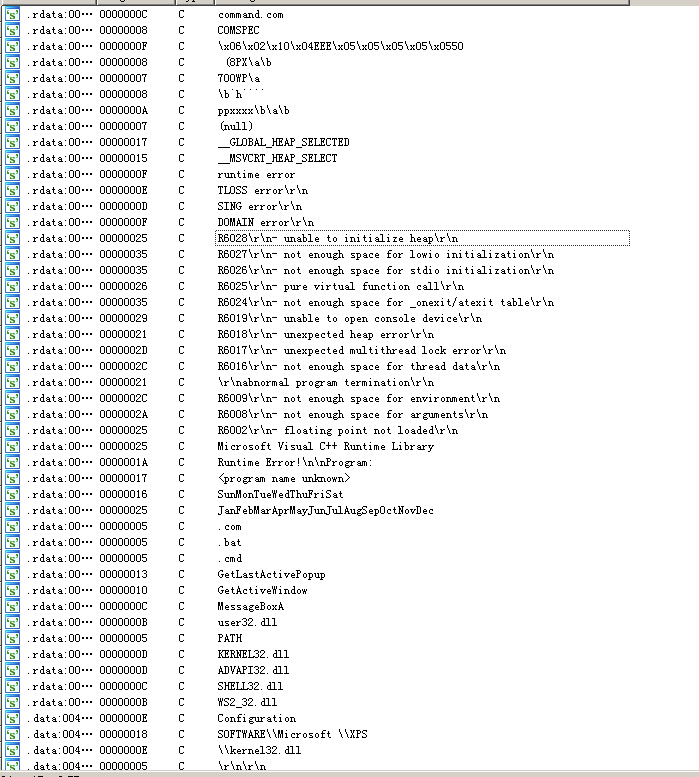 .rdata:00… 0000000C C command.com
.rdata:00… 00000008 C COMSPEC
.rdata:00… 0000000F C \x06\x02\x10\x04EEE\x05\x05\x05\x05\x0550
.rdata:00… 00000008 C (8PX\a\b
.rdata:00… 00000007 C 700WP\a
.rdata:00… 00000008 C \b`h````
.rdata:00… 0000000A C ppxxxx\b\a\b
.rdata:00… 00000007 C (null)
.rdata:00… 00000017 C __GLOBAL_HEAP_SELECTED
.rdata:00… 00000015 C __MSVCRT_HEAP_SELECT
.rdata:00… 0000000F C runtime error
.rdata:00… 0000000E C TLOSS error\r\n
.rdata:00… 0000000D C SING error\r\n
.rdata:00… 0000000F C DOMAIN error\r\n
.rdata:00… 00000025 C R6028\r\n- unable to initialize heap\r\n
.rdata:00… 00000035 C R6027\r\n- not enough space for lowio initialization\r\n
.rdata:00… 00000035 C R6026\r\n- not enough space for stdio initialization\r\n
.rdata:00… 00000026 C R6025\r\n- pure virtual function call\r\n
.rdata:00… 00000035 C R6024\r\n- not enough space for _onexit/atexit table\r\n
.rdata:00… 00000029 C R6019\r\n- unable to open console device\r\n
.rdata:00… 00000021 C R6018\r\n- unexpected heap error\r\n
.rdata:00… 0000002D C R6017\r\n- unexpected multithread lock error\r\n
.rdata:00… 0000002C C R6016\r\n- not enough space for thread data\r\n
.rdata:00… 00000021 C \r\nabnormal program termination\r\n
.rdata:00… 0000002C C R6009\r\n- not enough space for environment\r\n
.rdata:00… 0000002A C R6008\r\n- not enough space for arguments\r\n
.rdata:00… 00000025 C R6002\r\n- floating point not loaded\r\n
.rdata:00… 00000025 C Microsoft Visual C++ Runtime Library
.rdata:00… 0000001A C Runtime Error!\n\nProgram:
.rdata:00… 00000017 C <program name unknown>
.rdata:00… 00000016 C SunMonTueWedThuFriSat
.rdata:00… 00000025 C JanFebMarAprMayJunJulAugSepOctNovDec
.rdata:00… 00000005 C .com
.rdata:00… 00000005 C .bat
.rdata:00… 00000005 C .cmd
.rdata:00… 00000013 C GetLastActivePopup
.rdata:00… 00000010 C GetActiveWindow
.rdata:00… 0000000C C MessageBoxA
.rdata:00… 0000000B C user32.dll
.rdata:00… 00000005 C PATH
.rdata:00… 0000000D C KERNEL32.dll
.rdata:00… 0000000D C ADVAPI32.dll
.rdata:00… 0000000C C SHELL32.dll
.rdata:00… 0000000B C WS2_32.dll
.data:004… 0000000E C Configuration
.data:004… 00000018 C SOFTWARE\\Microsoft \\XPS
.data:004… 0000000E C \\kernel32.dll
.data:004… 00000005 C \r\n\r\n